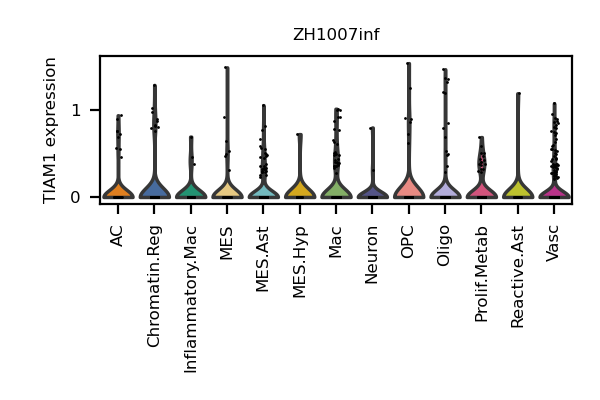 ZH1007inf
TIAM1 expression
1
0
AC
Chromatin.Reg
Inflammatory.Mac
MES
MES.Ast
MES.Hyp
Mac
Neuron
OPC
Oligo
Prolif.Metab
Reactive.Ast
Vasc